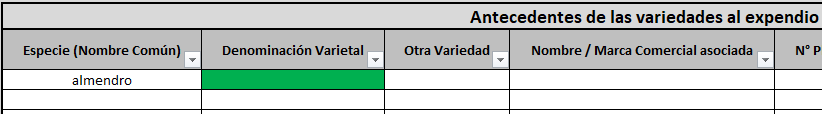 Antecedentes de las variedades al expendio
Especie (Nombre Común) Denominación Varietal Otra Variedad Nombre / Marca Comercial asociada N° P
almendro